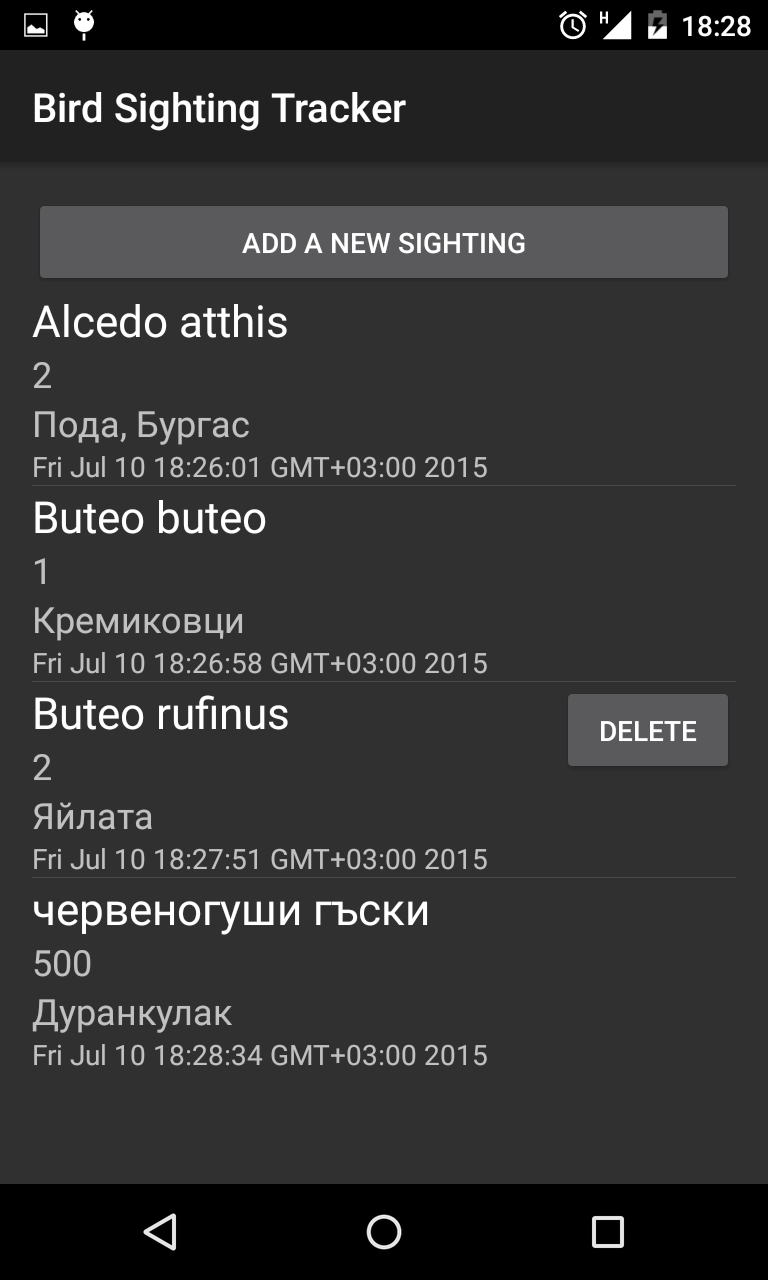 H 18:28
Bird Sighting Tracker
ADD A NEW SIGHTING
Alcedo atthis
2
Пода, Бургас
Fri Jul 10 18:26:01 GMT+03:00 2015
Buteo buteo
1
Кремиковци
Fri Jul 10 18:26:58 GMT+03:00 2015
Buteo rufinus
DELETE
2
Яйлата
Fri Jul 10 18:27:51 GMT+03:00 2015
червеногуши гъски
500
Дуранкулак
Fri Jul 10 18:28:34 GMT+03:00 2015